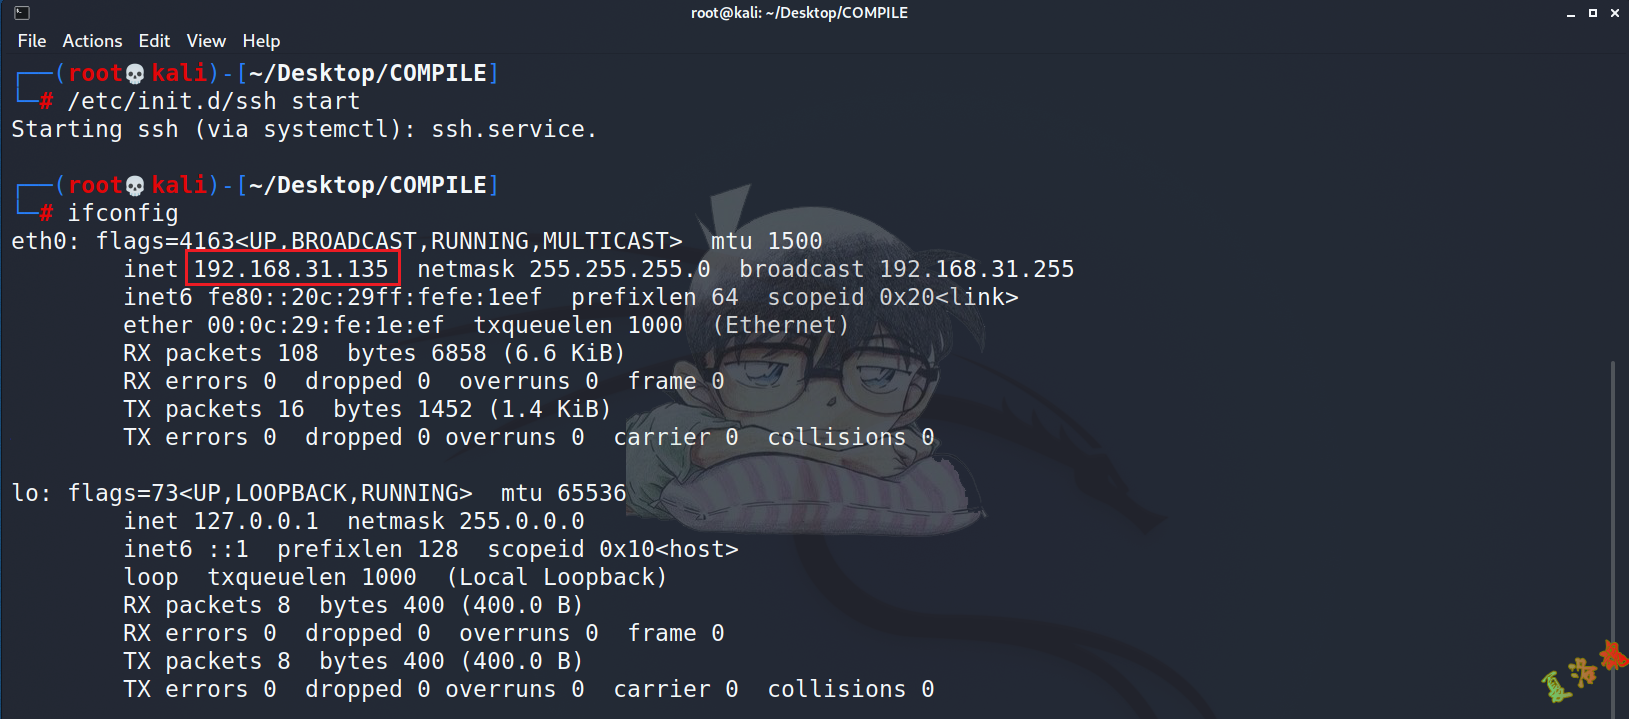 root@kali: ~/Desktop/COMPILE
File Actions Edit View Help
┌──(root💀kali)-[~/Desktop/COMPILE]
└─# /etc/init.d/ssh start
Starting ssh (via systemctl): ssh.service.
┌──(root💀kali)-[~/Desktop/COMPILE]
└─# ifconfig
eth0: flags=4163<UP,BROADCAST,RUNNING,MULTICAST>  mtu 1500
        inet 192.168.31.135  netmask 255.255.255.0  broadcast 192.168.31.255
        inet6 fe80::20c:29ff:fefe:1eef  prefixlen 64  scopeid 0x20<link>
        ether 00:0c:29:fe:1e:ef  txqueuelen 1000  (Ethernet)
        RX packets 108  bytes 6858 (6.6 KiB)
        RX errors 0  dropped 0  overruns 0  frame 0
        TX packets 16  bytes 1452 (1.4 KiB)
        TX errors 0  dropped 0 overruns 0  carrier 0  collisions 0
lo: flags=73<UP,LOOPBACK,RUNNING>  mtu 65536
        inet 127.0.0.1  netmask 255.0.0.0
        inet6 ::1  prefixlen 128  scopeid 0x10<host>
        loop  txqueuelen 1000  (Local Loopback)
        RX packets 8  bytes 400 (400.0 B)
        RX errors 0  dropped 0  overruns 0  frame 0
        TX packets 8  bytes 400 (400.0 B)
        TX errors 0  dropped 0 overruns 0  carrier 0  collisions 0
夏海